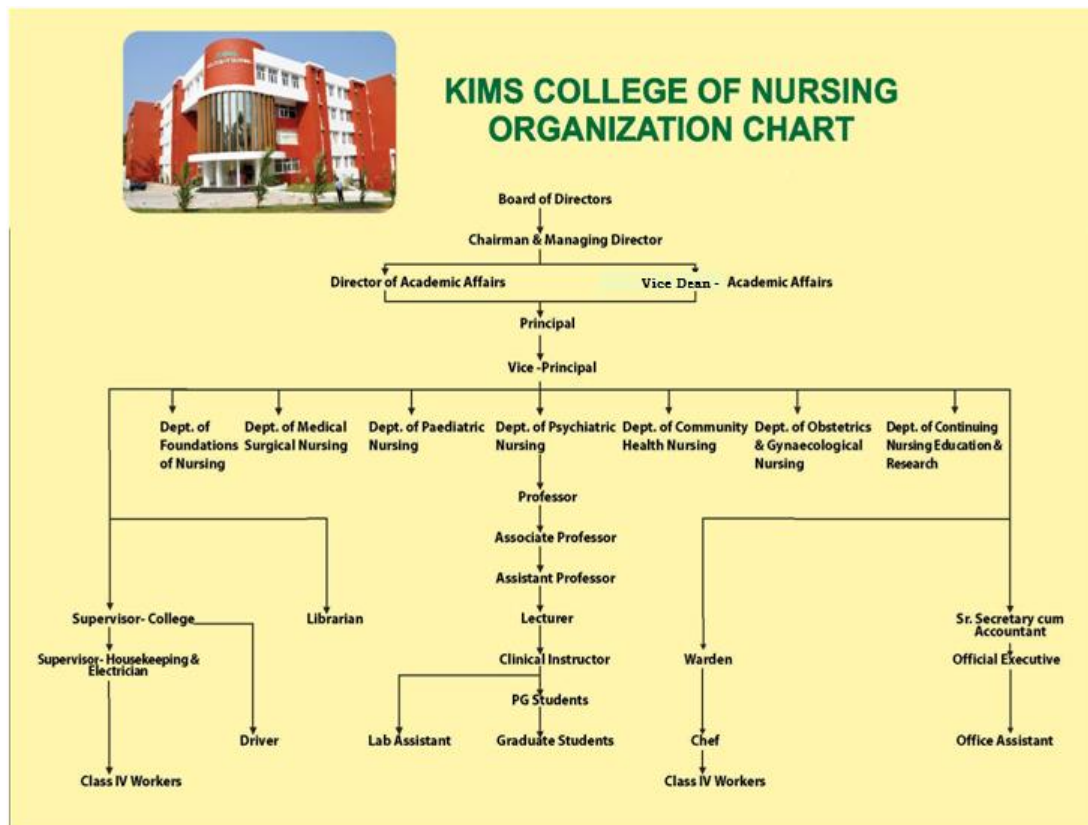 KIMS COLLEGE OF NURSING
ORGANIZATION CHART
Board of Directors
Chairman & Managing Director
Director of Academic Affairs
Vice Dean - Academic Affairs
Principal
Vice -Principal
Dept. of
Foundations
of Nursing
Dept. of Medical
Surgical Nursing
Dept. of Paediatric
Nursing
Dept. of Psychiatric
Nursing
Dept. of Community
Health Nursing
Dept. of Obstetrics
& Gynaecological
Nursing
Dept. of Continuing
Nursing Education &
Research
Professor
Associate Professor
Assistant Professor
Supervisor- College
Librarian
Lecturer
Sr. Secretary cum
Accountant
Supervisor- Housekeeping &
Electrician
Clinical Instructor
Warden
Official Executive
PG Students
Driver
Lab Assistant
Graduate Students
Chef
Office Assistant
Class IV Workers
Class IV Workers